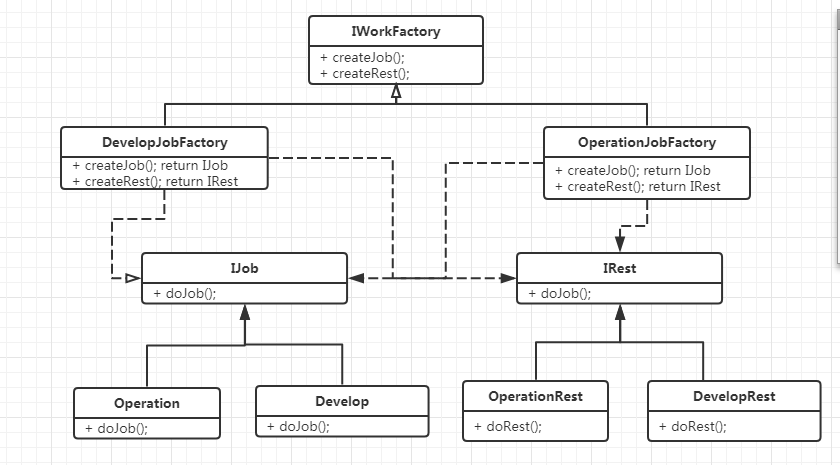 IWorkFactory
+ createJob();
+ createRest();
DevelopJobFactory
+ createJob(); return IJob
+ createRest(); return IRest
OperationJobFactory
+ createJob(); return IJob
+ createRest(); return IRest
IJob
+ doJob();
IRest
+ doJob();
Operation
+ doJob();
Develop
+ doJob();
OperationRest
+ doRest();
DevelopRest
+ doRest();